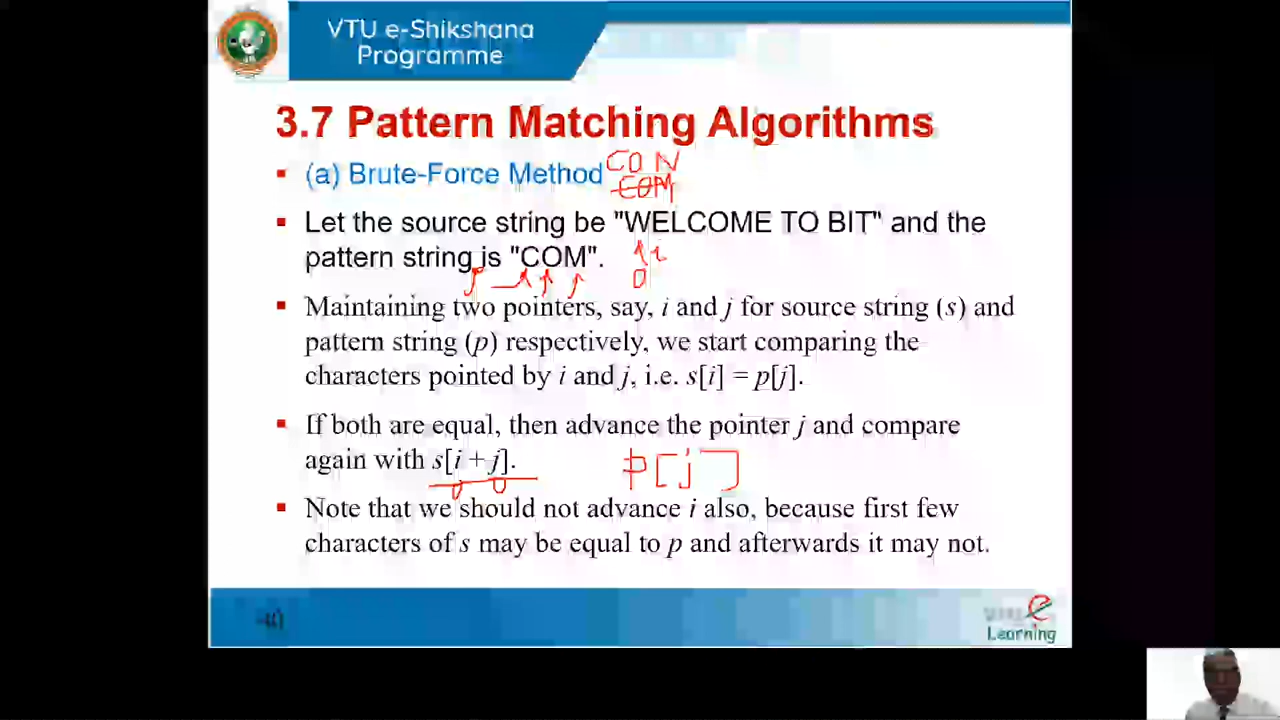 VTU e-Shikshana
Programme
3.7 Pattern Matching Algorithms
(a) Brute-Force Method
CON
COM
Let the source string be "WELCOME TO BIT" and the
pattern string is "COM".
i
0
Maintaining two pointers, say, i and j for source string (s) and
pattern string (p) respectively, we start comparing the
characters pointed by i and j, i.e. s[i] = p[j].
If both are equal, then advance the pointer j and compare
again with s[i + j].
p[j]
0 0
Note that we should not advance i also, because first few
characters of s may be equal to p and afterwards it may not.
VTU e
Learning